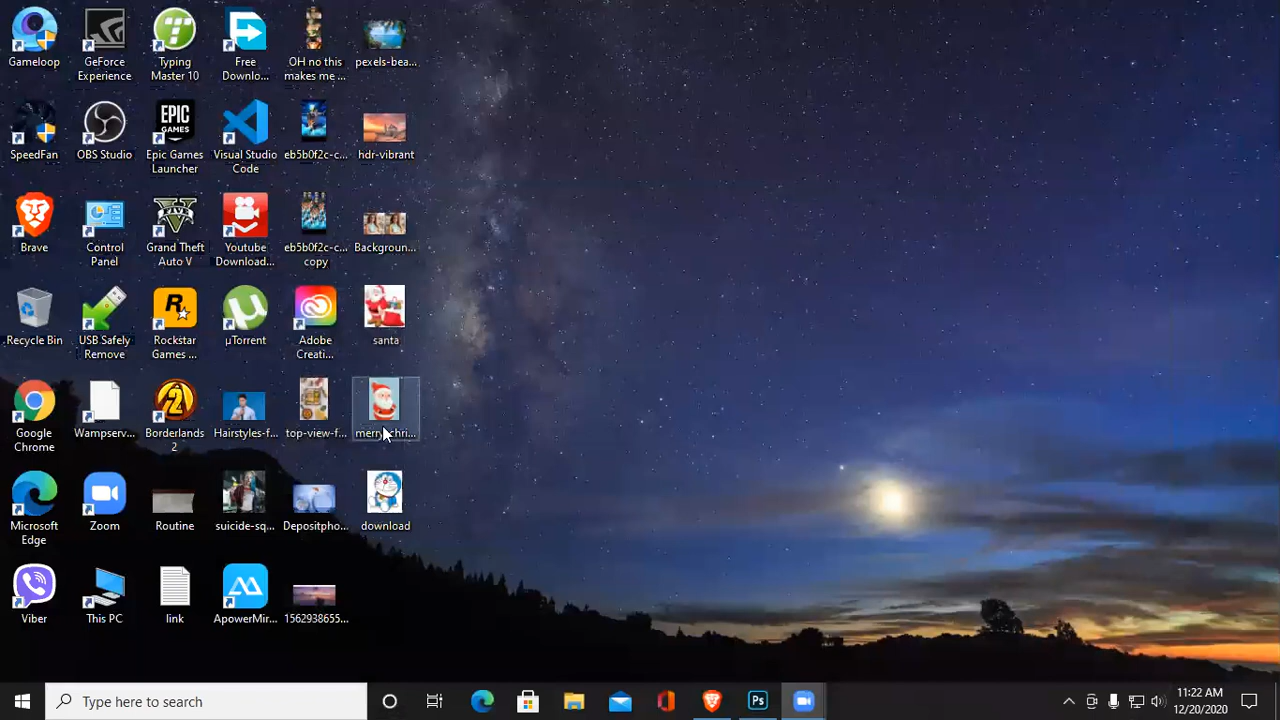 Gameloop
GeForce
Experience
Typing
Master 10
Free
Downlo...
OH no this
makes me ...
pexels-bea...
SpeedFan
OBS Studio
EPIC
GAMES
Epic Games
Launcher
Visual Studio
Code
eb5b0f2c-c...
hdr-vibrant
Brave
Control
Panel
Grand Theft
Auto V
Youtube
Download...
eb5b0f2c-c...
copy
Backgroun...
Recycle Bin
USB Safely
Remove
Rockstar
Games ...
µTorrent
Adobe
Creati...
santa
Google
Chrome
Wampserv...
Borderlands
2
Hairstyles-f...
top-view-f...
merry-chri...
Microsoft
Edge
Zoom
Routine
suicide-sq...
Depositpho...
download
Viber
This PC
link
ApowerMir...
1562938655...
Type here to search
Ps
11:22 AM
12/20/2020